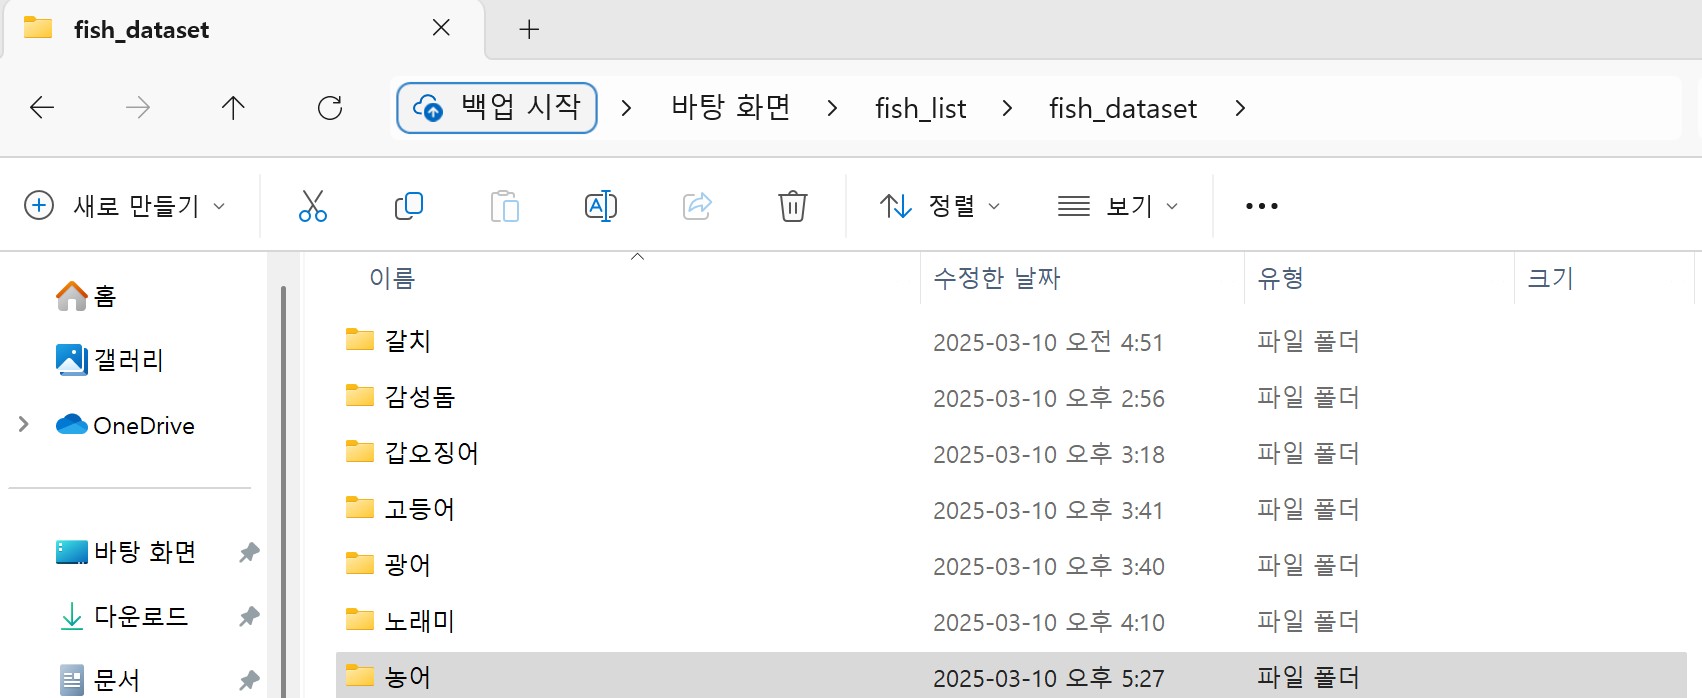 fish_dataset
백업 시작 바탕 화면 fish_list fish_dataset
새로 만들기 정렬 보기
홈
갤러리
OneDrive
바탕 화면
다운로드
문서
이름 수정한 날짜 유형 크기
갈치 2025-03-10 오전 4:51 파일 폴더
감성돔 2025-03-10 오후 2:56 파일 폴더
갑오징어 2025-03-10 오후 3:18 파일 폴더
고등어 2025-03-10 오후 3:41 파일 폴더
광어 2025-03-10 오후 3:40 파일 폴더
노래미 2025-03-10 오후 4:10 파일 폴더
농어 2025-03-10 오후 5:27 파일 폴더